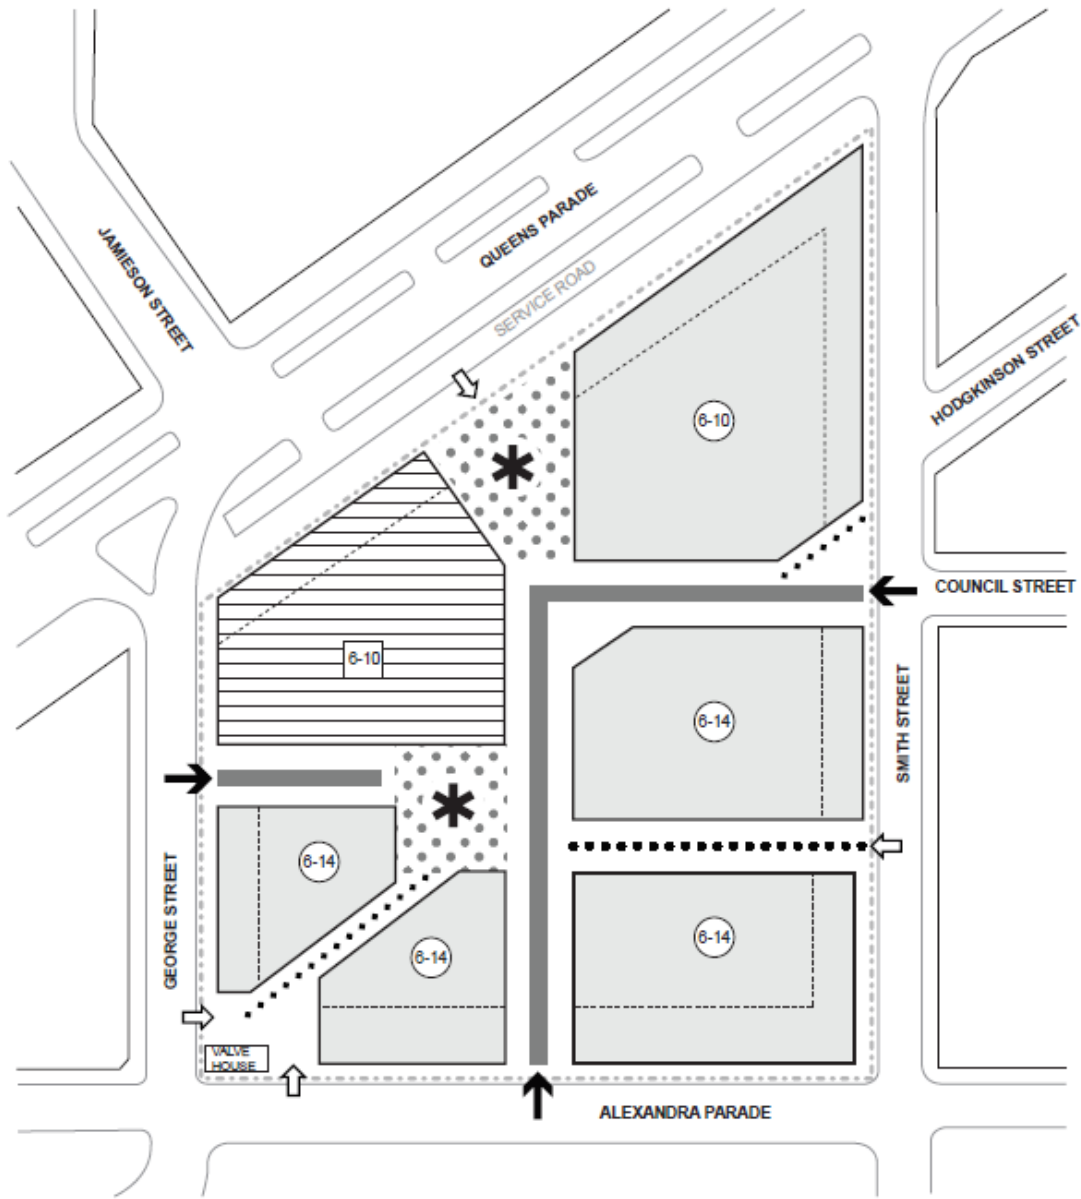 QUEENS PARADE
JAMIESON STREET
SERVICE ROAD
HODGKINSON STREET
6-10
COUNCIL STREET
6-10
SMITH STREET
6-14
6-14
GEORGE STREET
6-14
6-14
VALVE
HOUSE
ALEXANDRA PARADE